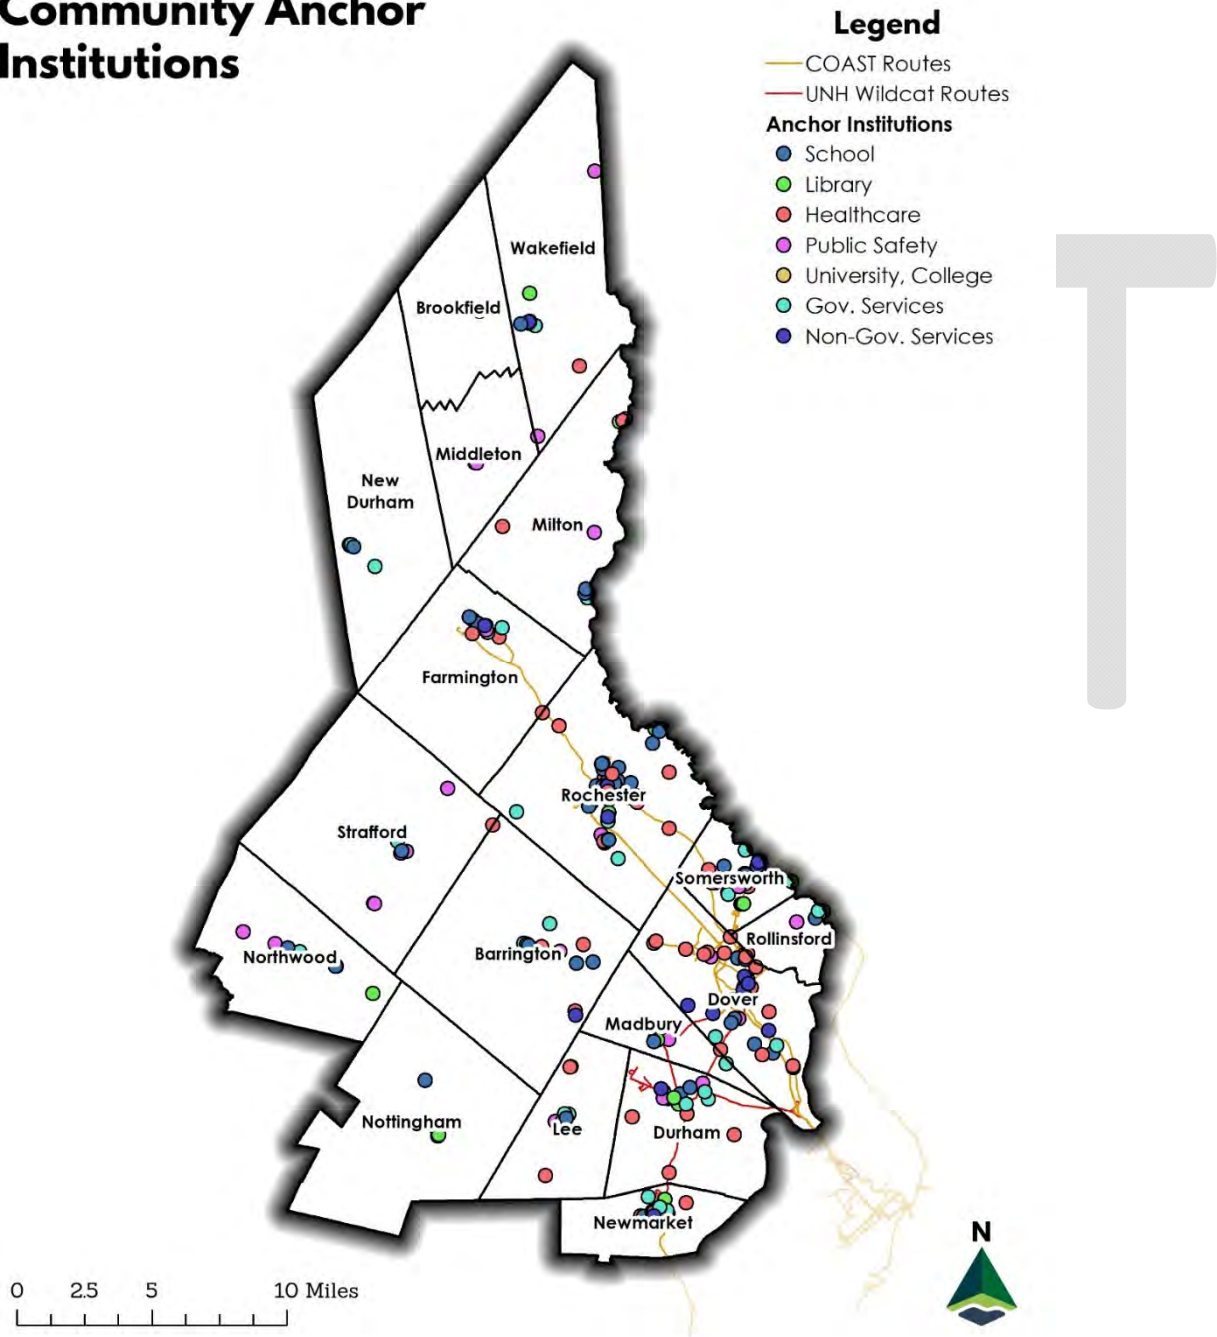 Community Anchor
Institutions
Legend
COAST Routes
UNH Wildcat Routes
Anchor Institutions
School
Library
Healthcare
Public Safety
University, College
Gov. Services
Non-Gov. Services
Wakefield
Brookfield
Middleton
New
Durham
Milton
Farmington
Rochester
Strafford
Somersworth
Rollinsford
Northwood
Barrington
Dover
Madbury
Nottingham
Lee
Durham
Newmarket
N
0 2.5 5 10 Miles
T